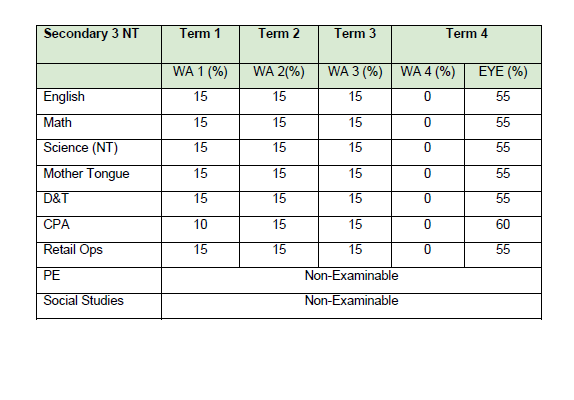 Secondary 3 NT Term 1 Term 2 Term 3 Term 4
WA 1 (%) WA 2(%) WA 3 (%) WA 4 (%) EYE (%)
English 15 15 15 0 55
Math 15 15 15 0 55
Science (NT) 15 15 15 0 55
Mother Tongue 15 15 15 0 55
D&T 15 15 15 0 55
CPA 10 15 15 0 60
Retail Ops 15 15 15 0 55
PE Non-Examinable
Social Studies Non-Examinable